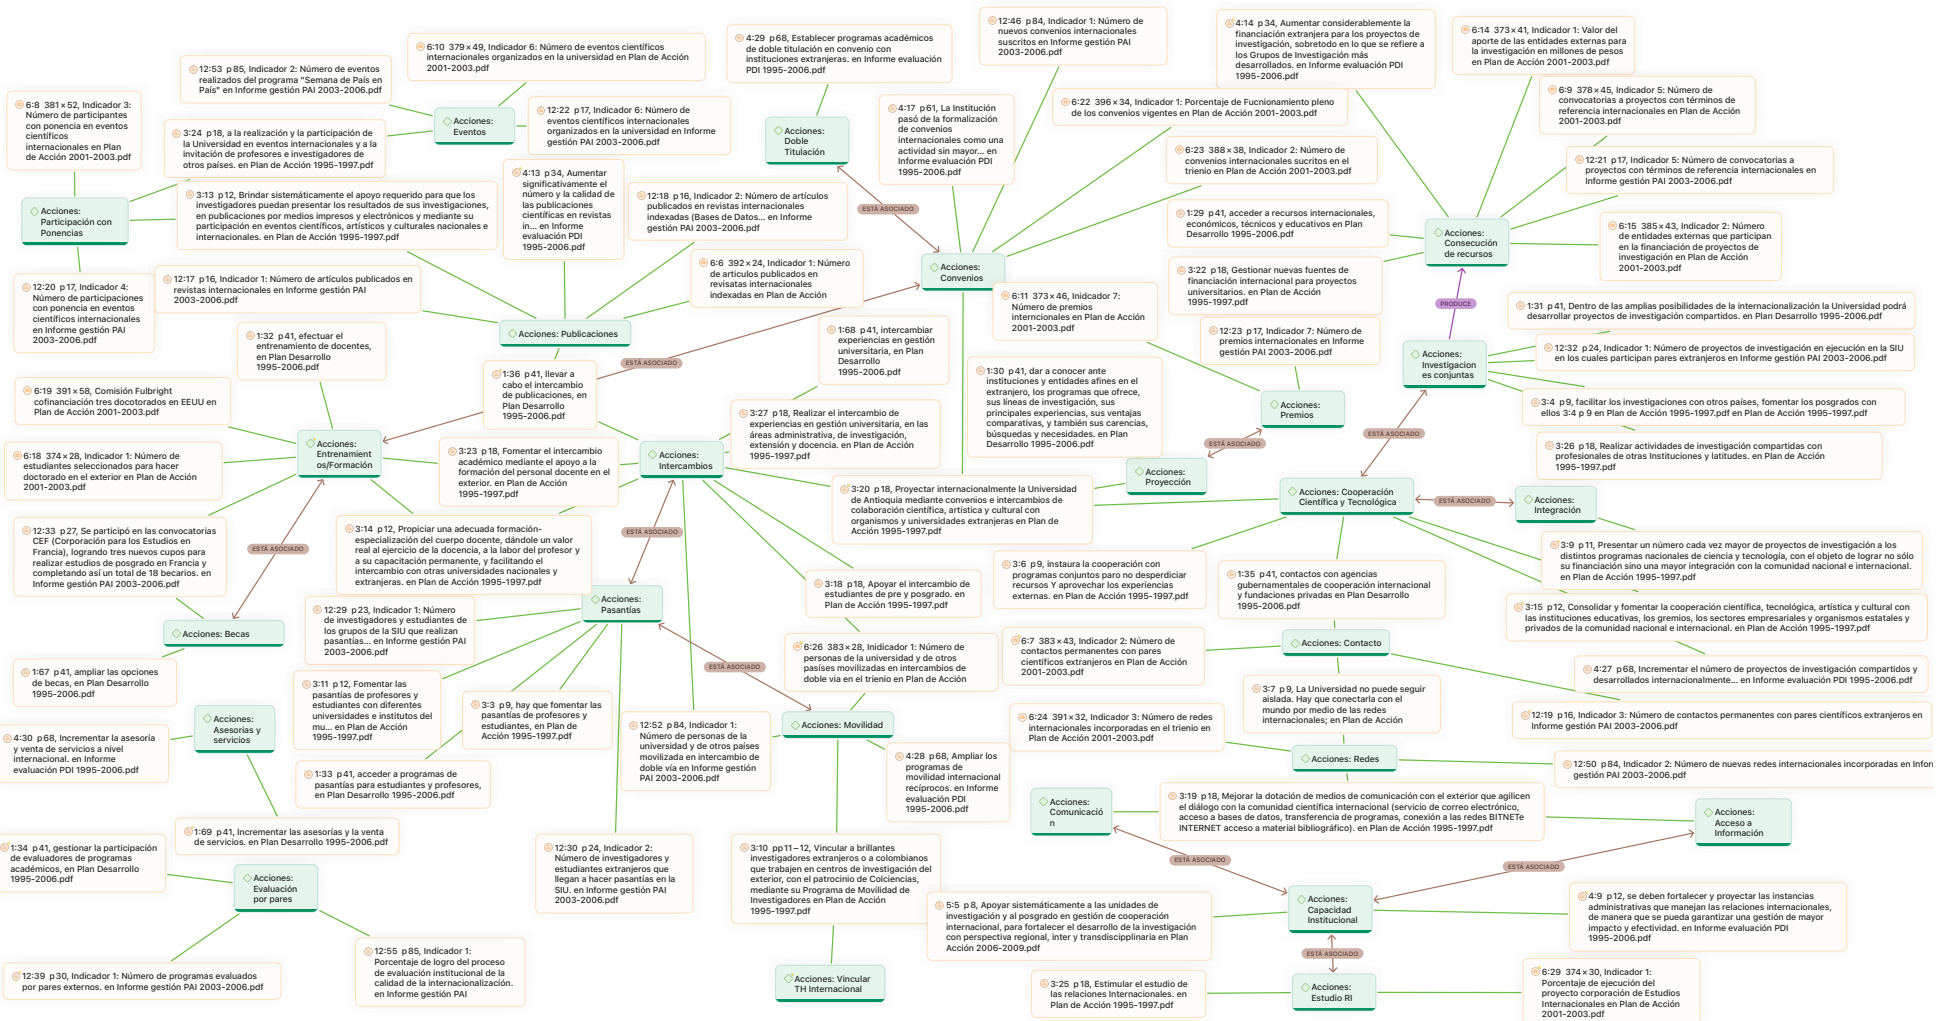 12:46 p 84, Indicador 1: Número de
nuevos convenios internacionales
suscritos en Informe gestión PAI
2003-2006.pdf
4:14 p 34, Aumentar considerablemente la
financiación extranjera para los proyectos de
investigación, sobretodo en lo que se refiere a
los Grupos de Investigación más
desarrollados. en Informe evaluación PDI
1995-2006.pdf
6:14 373 × 41, Indicador 1: Valor del
aporte de las entidades externas para
la investigación en millones de pesos
en Plan de Acción 2001-2003.pdf
4:29 p 68, Establecer programas académicos
de doble titulación en convenio con
instituciones extranjeras. en Informe evaluación
PDI 1995-2006.pdf
6:10 379 × 49, Indicador 6: Número de eventos científicos
internacionales organizados en la universidad en Plan de Acción
2001-2003.pdf
12:53 p 85, Indicador 2: Número de eventos
realizados del programa "Semana de País en
País" en Informe gestión PAI 2003-2006.pdf
6:8 381 × 52, Indicador 3:
Número de participantes
con ponencia en eventos
científicos
internacionales en Plan
de Acción 2001-2003.pdf
3:24 p 18, a la realización y la participación de
la Universidad en eventos internacionales y a la
invitación de profesores e investigadores de
otros países. en Plan de Acción 1995-1997.pdf
Acciones:
Eventos
12:22 p 17, Indicador 6: Número de
eventos científicos internacionales
organizados en la universidad en Informe
gestión PAI 2003-2006.pdf
Acciones:
Doble
Titulación
4:17 p 61, La Institución
pasó de la formalización
de convenios
internacionales como una
actividad sin mayor... en
Informe evaluación PDI
1995-2006.pdf
6:22 396 × 34, Indicador 1: Porcentaje de Fucnionamiento pleno
de los convenios vigentes en Plan de Acción 2001-2003.pdf
6:9 378 × 45, Indicador 5: Número de
convocatorias a proyectos con términos de
referencia internacionales en Plan de Acción
2001-2003.pdf
6:23 388 × 38, Indicador 2: Número de
convenios internacionales sucritos en el
trienio en Plan de Acción 2001-2003.pdf
12:21 p 17, Indicador 5: Número de convocatorias a
proyectos con términos de referencia internacionales en
Informe gestión PAI 2003-2006.pdf
3:13 p 12, Brindar sistemáticamente el apoyo requerido para que los
investigadores puedan presentar los resultados de sus investigaciones,
en publicaciones por medios impresos y electrónicos y mediante su
participación en eventos científicos, artísticos y culturales nacionales e
internacionales. en Plan de Acción 1995-1997.pdf
4:13 p 34, Aumentar
significativamente el
número y la calidad de
las publicaciones
científicas en revistas
in... en Informe
evaluación PDI
1995-2006.pdf
12:18 p 16, Indicador 2: Número de artículos
publicados en revistas internacionales
indexadas (Bases de Datos... en Informe
gestión PAI 2003-2006.pdf
Acciones:
Participación con
Ponencias
ESTÁ ASOCIADO
1:29 p 41, acceder a recursos internacionales,
económicos, técnicos y educativos en Plan
Desarrollo 1995-2006.pdf
Acciones:
Consecución
de recursos
6:15 385 × 43, Indicador 2: Número
de entidades externas que participan
en la financiación de proyectos de
investigación en Plan de Acción
2001-2003.pdf
12:20 p 17, Indicador 4:
Número de participaciones
con ponencia en eventos
científicos internacionales
en Informe gestión PAI
2003-2006.pdf
12:17 p 16, Indicador 1: Número de artículos publicados en
revistas internacionales en Informe gestión PAI
2003-2006.pdf
6:6 392 × 24, Indicador 1: Número
de articulos publicados en
revisatas internacionales
indexadas en Plan de Acción
Acciones:
Convenios
3:22 p 18, Gestionar nuevas fuentes de
financiación internacional para proyectos
universitarios. en Plan de Acción
1995-1997.pdf
6:11 373 × 46, Inidcador 7:
Número de premios
intencionales en Plan de Acción
2001-2003.pdf
PRODUCE
1:31 p 41, Dentro de las amplias posibilidades de la internacionalización la Universidad podrá
desarrollar proyectos de investigación compartidos. en Plan Desarrollo 1995-2006.pdf
Acciones: Publicaciones
1:32 p 41, efectuar el
entrenamiento de docentes,
en Plan Desarrollo
1995-2006.pdf
1:68 p 41, intercambiar
experiencias en gestión
universitaria, en Plan
Desarrollo
1995-2006.pdf
12:23 p 17, Indicador 7: Número de
premios internacionales en Informe
gestión PAI 2003-2006.pdf
Acciones:
Investigacion
es conjuntas
12:32 p 24, Indicador 1: Número de proyectos de investigación en ejecución en la SIU
en los cuales participan pares extranjeros en Informe gestión PAI 2003-2006.pdf
ESTÁ ASOCIADO
6:19 391 × 58, Comisión Fulbright
cofinanciación tres docotorados en EEUU en
Plan de Acción 2001-2003.pdf
1:36 p 41, llevar a
cabo el intercambio
de publicaciones, en
Plan Desarrollo
1995-2006.pdf
1:30 p 41, dar a conocer ante
instituciones y entidades afines en el
extranjero, los programas que ofrece,
sus líneas de investigación, sus
principales experiencias, sus ventajas
comparativas, y también sus carencias,
búsquedas y necesidades. en Plan
Desarrollo 1995-2006.pdf
Acciones:
Premios
3:4 p 9, facilitar los investigaciones con otros países, fomentar los posgrados con
ellos 3:4 p 9 en Plan de Acción 1995-1997.pdf en Plan de Acción 1995-1997.pdf
3:27 p 18, Realizar el intercambio de
experiencias en gestión universitaria, en las
áreas administrativa, de investigación,
extensión y docencia. en Plan de Acción
1995-1997.pdf
ESTÁ ASOCIADO
ESTÁ ASOCIADO
3:26 p 18, Realizar actividades de investigación compartidas con
profesionales de otras Instituciones y latitudes. en Plan de Acción
1995-1997.pdf
6:18 374 × 28, Indicador 1: Número de
estudiantes seleccionados para hacer
doctorado en el exterior en Plan de Acción
2001-2003.pdf
Acciones:
Entrenamient
os/Formación
3:23 p 18, Fomentar el intercambio
académico mediante el apoyo a la
formación del personal docente en el
exterior. en Plan de Acción
1995-1997.pdf
Acciones:
Intercambios
Acciones:
Proyección
3:20 p 18, Proyectar internacionalmente la Universidad
de Antioquia mediante convenios e intercambios de
colaboración científica, artística y cultural con
organismos y universidades extranjeras en Plan de
Acción 1995-1997.pdf
Acciones: Cooperación
Científica y Tecnológica
ESTÁ ASOCIADO
Acciones:
Integración
12:33 p 27, Se participó en las convocatorias
CEF (Corporación para los Estudios en
Francia), logrando tres nuevos cupos para
realizar estudios de posgrado en Francia y
completando así un total de 18 becarios. en
Informe gestión PAI 2003-2006.pdf
ESTÁ ASOCIADO
3:14 p 12, Propiciar una adecuada formación-
especialización del cuerpo docente, dándole un valor
real al ejercicio de la docencia, a la labor del profesor y
a su capacitación permanente, y facilitando el
intercambio con otras universidades nacionales y
extranjeras. en Plan de Acción 1995-1997.pdf
ESTÁ ASOCIADO
3:9 p 11, Presentar un número cada vez mayor de proyectos de investigación a los
distintos programas nacionales de ciencia y tecnología, con el objeto de lograr no sólo
su financiación sino una mayor integración con la comunidad nacional e internacional.
en Plan de Acción 1995-1997.pdf
3:6 p 9, instaura la cooperación con
programas conjuntos paro no desperdiciar
recursos Y aprovechar los experiencias
externas. en Plan de Acción 1995-1997.pdf
1:35 p 41, contactos con agencias
gubernamentales de cooperación internacional
y fundaciones privadas en Plan Desarrollo
1995-2006.pdf
3:18 p 18, Apoyar el intercambio de
estudiantes de pre y posgrado. en
Plan de Acción 1995-1997.pdf
Acciones:
Pasantías
12:29 p 23, Indicador 1: Número
de investigadores y estudiantes de
los grupos de la SIU que realizan
pasantías... en Informe gestión PAI
2003-2006.pdf
3:15 p 12, Consolidar y fomentar la cooperación científica, tecnológica, artística y cultural con
las instituciones educativas, los gremios, los sectores empresariales y organismos estatales y
privados de la comunidad nacional e internacional. en Plan de Acción 1995-1997.pdf
Acciones: Becas
6:26 383 × 28, Indicador 1: Número de
personas de la universidad y de otros
países movilizadas en intercambios de
doble via en el trienio en Plan de Acción
6:7 383 × 43, Indicador 2: Número de
contactos permanentes con pares
científicos extranjeros en Plan de Acción
2001-2003.pdf
Acciones: Contacto
1:67 p 41, ampliar las opciones
de becas, en Plan Desarrollo
1995-2006.pdf
ESTÁ ASOCIADO
4:27 p 68, Incrementar el número de proyectos de investigación compartidos y
desarrollados internacionalmente... en Informe evaluación PDI 1995-2006.pdf
3:11 p 12, Fomentar las
pasantías de profesores y
estudiantes con diferentes
universidades e institutos del
mu... en Plan de Acción
1995-1997.pdf
3:3 p 9, hay que fomentar las
pasantías de profesores y
estudiantes, en Plan de
Acción 1995-1997.pdf
3:7 p 9, La Universidad no puede seguir
aislada. Hay que conectarla con el
mundo por medio de las redes
internacionales; en Plan de Acción
Acciones:
Asesorias y
servicios
12:52 p 84, Indicador 1:
Número de personas de la
universidad y de otros países
movilizada en intercambio de
doble vía en Informe gestión
PAI 2003-2006.pdf
Acciones: Movilidad
6:24 391 × 32, Indicador 3: Número de redes
internacionales incorporadas en el trienio en
Plan de Acción 2001-2003.pdf
12:19 p 16, Indicador 3: Número de contactos permanentes con pares científicos extranjeros en
Informe gestión PAI 2003-2006.pdf
4:30 p 68, Incrementar la asesoría
y venta de servicios a nivel
internacional. en Informe
evaluación PDI 1995-2006.pdf
4:28 p 68, Ampliar los
programas de
movilidad internacional
recíprocos. en Informe
evaluación PDI
1995-2006.pdf
Acciones: Redes
12:50 p 84, Indicador 2: Número de nuevas redes internacionales incorporadas en Infor
gestión PAI 2003-2006.pdf
1:33 p 41, acceder a programas de
pasantías para estudiantes y profesores,
en Plan Desarrollo 1995-2006.pdf
Acciones:
Comunicació
n
3:19 p 18, Mejorar la dotación de medios de comunicación con el exterior que agilicen
el diálogo con la comunidad científica internacional (servicio de correo electrónico,
acceso a bases de datos, transferencia de programas, conexión a las redes BITNETe
INTERNET acceso a material bibliográfico). en Plan de Acción 1995-1997.pdf
Acciones:
Acceso a
Información
1:69 p 41, Incrementar las asesorías y la venta
de servicios. en Plan Desarrollo 1995-2006.pdf
1:34 p 41, gestionar la participación
de evaluadores de programas
académicos, en Plan Desarrollo
1995-2006.pdf
12:30 p 24, Indicador 2:
Número de investigadores y
estudiantes extranjeros que
llegan a hacer pasantías en la
SIU. en Informe gestión PAI
2003-2006.pdf
3:10 pp 11 – 12, Vincular a brillantes
investigadores extranjeros o a colombianos
que trabajen en centros de investigación del
exterior, con el patrocinio de Colciencias,
mediante su Programa de Movilidad de
Investigadores en Plan de Acción
1995-1997.pdf
ESTÁ ASOCIADO
ESTÁ ASOCIADO
Acciones:
Evaluación
por pares
5:5 p 8, Apoyar sistemáticamente a las unidades de
investigación y al posgrado en gestión de cooperación
internacional, para fortalecer el desarrollo de la investigación
con perspectiva regional, inter y transdiscipplinaria en Plan
Acción 2006-2009.pdf
Acciones:
Capacidad
Institucional
4:9 p 12, se deben fortalecer y proyectar las instancias
administrativas que manejan las relaciones internacionales,
de manera que se pueda garantizar una gestión de mayor
impacto y efectividad. en Informe evaluación PDI
1995-2006.pdf
12:55 p 85, Indicador 1:
Porcentaje de logro del proceso
de evaluación institucional de la
calidad de la internacionalización.
en Informe gestión PAI
ESTÁ ASOCIADO
12:39 p 30, Indicador 1: Número de programas evaluados
por pares externos. en Informe gestión PAI 2003-2006.pdf
Acciones: Vincular
TH Internacional
3:25 p 18, Estimular el estudio de
las relaciones Internacionales. en
Plan de Acción 1995-1997.pdf
Acciones:
Estudio RI
6:29 374 × 30, Indicador 1:
Porcentaje de ejecución del
proyecto corporación de Estudios
Internacionales en Plan de Acción
2001-2003.pdf